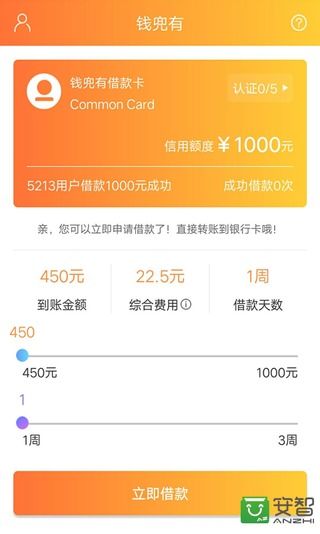 钱兜有
钱兜有借款卡
认证0/5
Common Card
信用额度￥1000元
5213用户借款1000元成功
成功借款0次
亲，您可以立即申请借款了！直接转账到银行卡哦！
450元
22.5元
1周
到账金额
综合费用
借款天数
450
450元
1000元
1
1周
3周
立即借款
安智
ANZHI